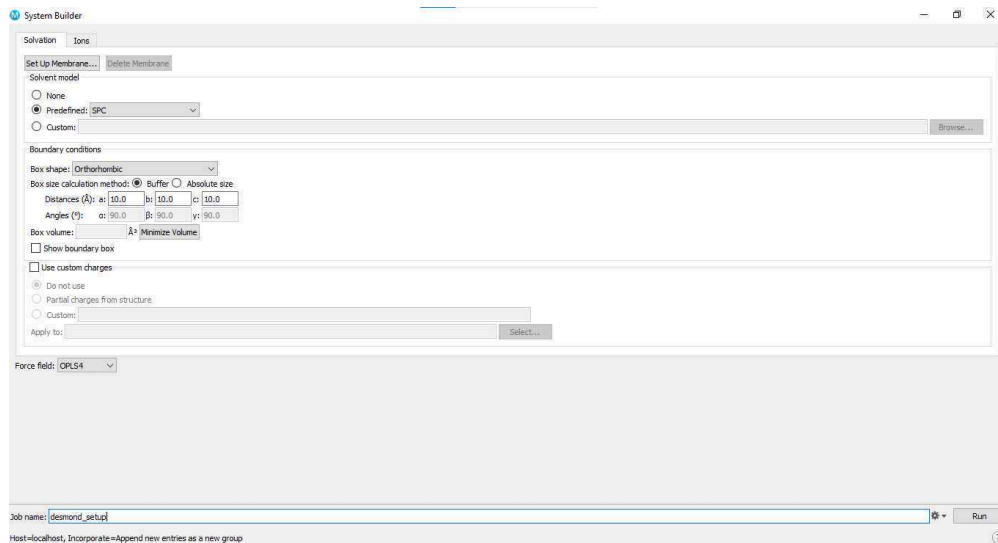 System Builder
Solvation Ions
Set Up Membrane... Delete Membrane
Solvent model
None
Predefined: SPC
Custom: Browse...
Boundary conditions
Box shape: Orthorhombic
Box size calculation method: Buffer Absolute size
Distances (Å): a: 10.0 b: 10.0 c: 10.0
Angles (°): α: 90.0 β: 90.0 γ: 90.0
Box volume: Å³ Minimize Volume
Show boundary box
Use custom charges
Do not use
Partial charges from structure
Custom:
Apply to: Select...
Force field: OPLS4
Job name: desmond_setup Run
Host=localhost, Incorporate=Append new entries as a new group